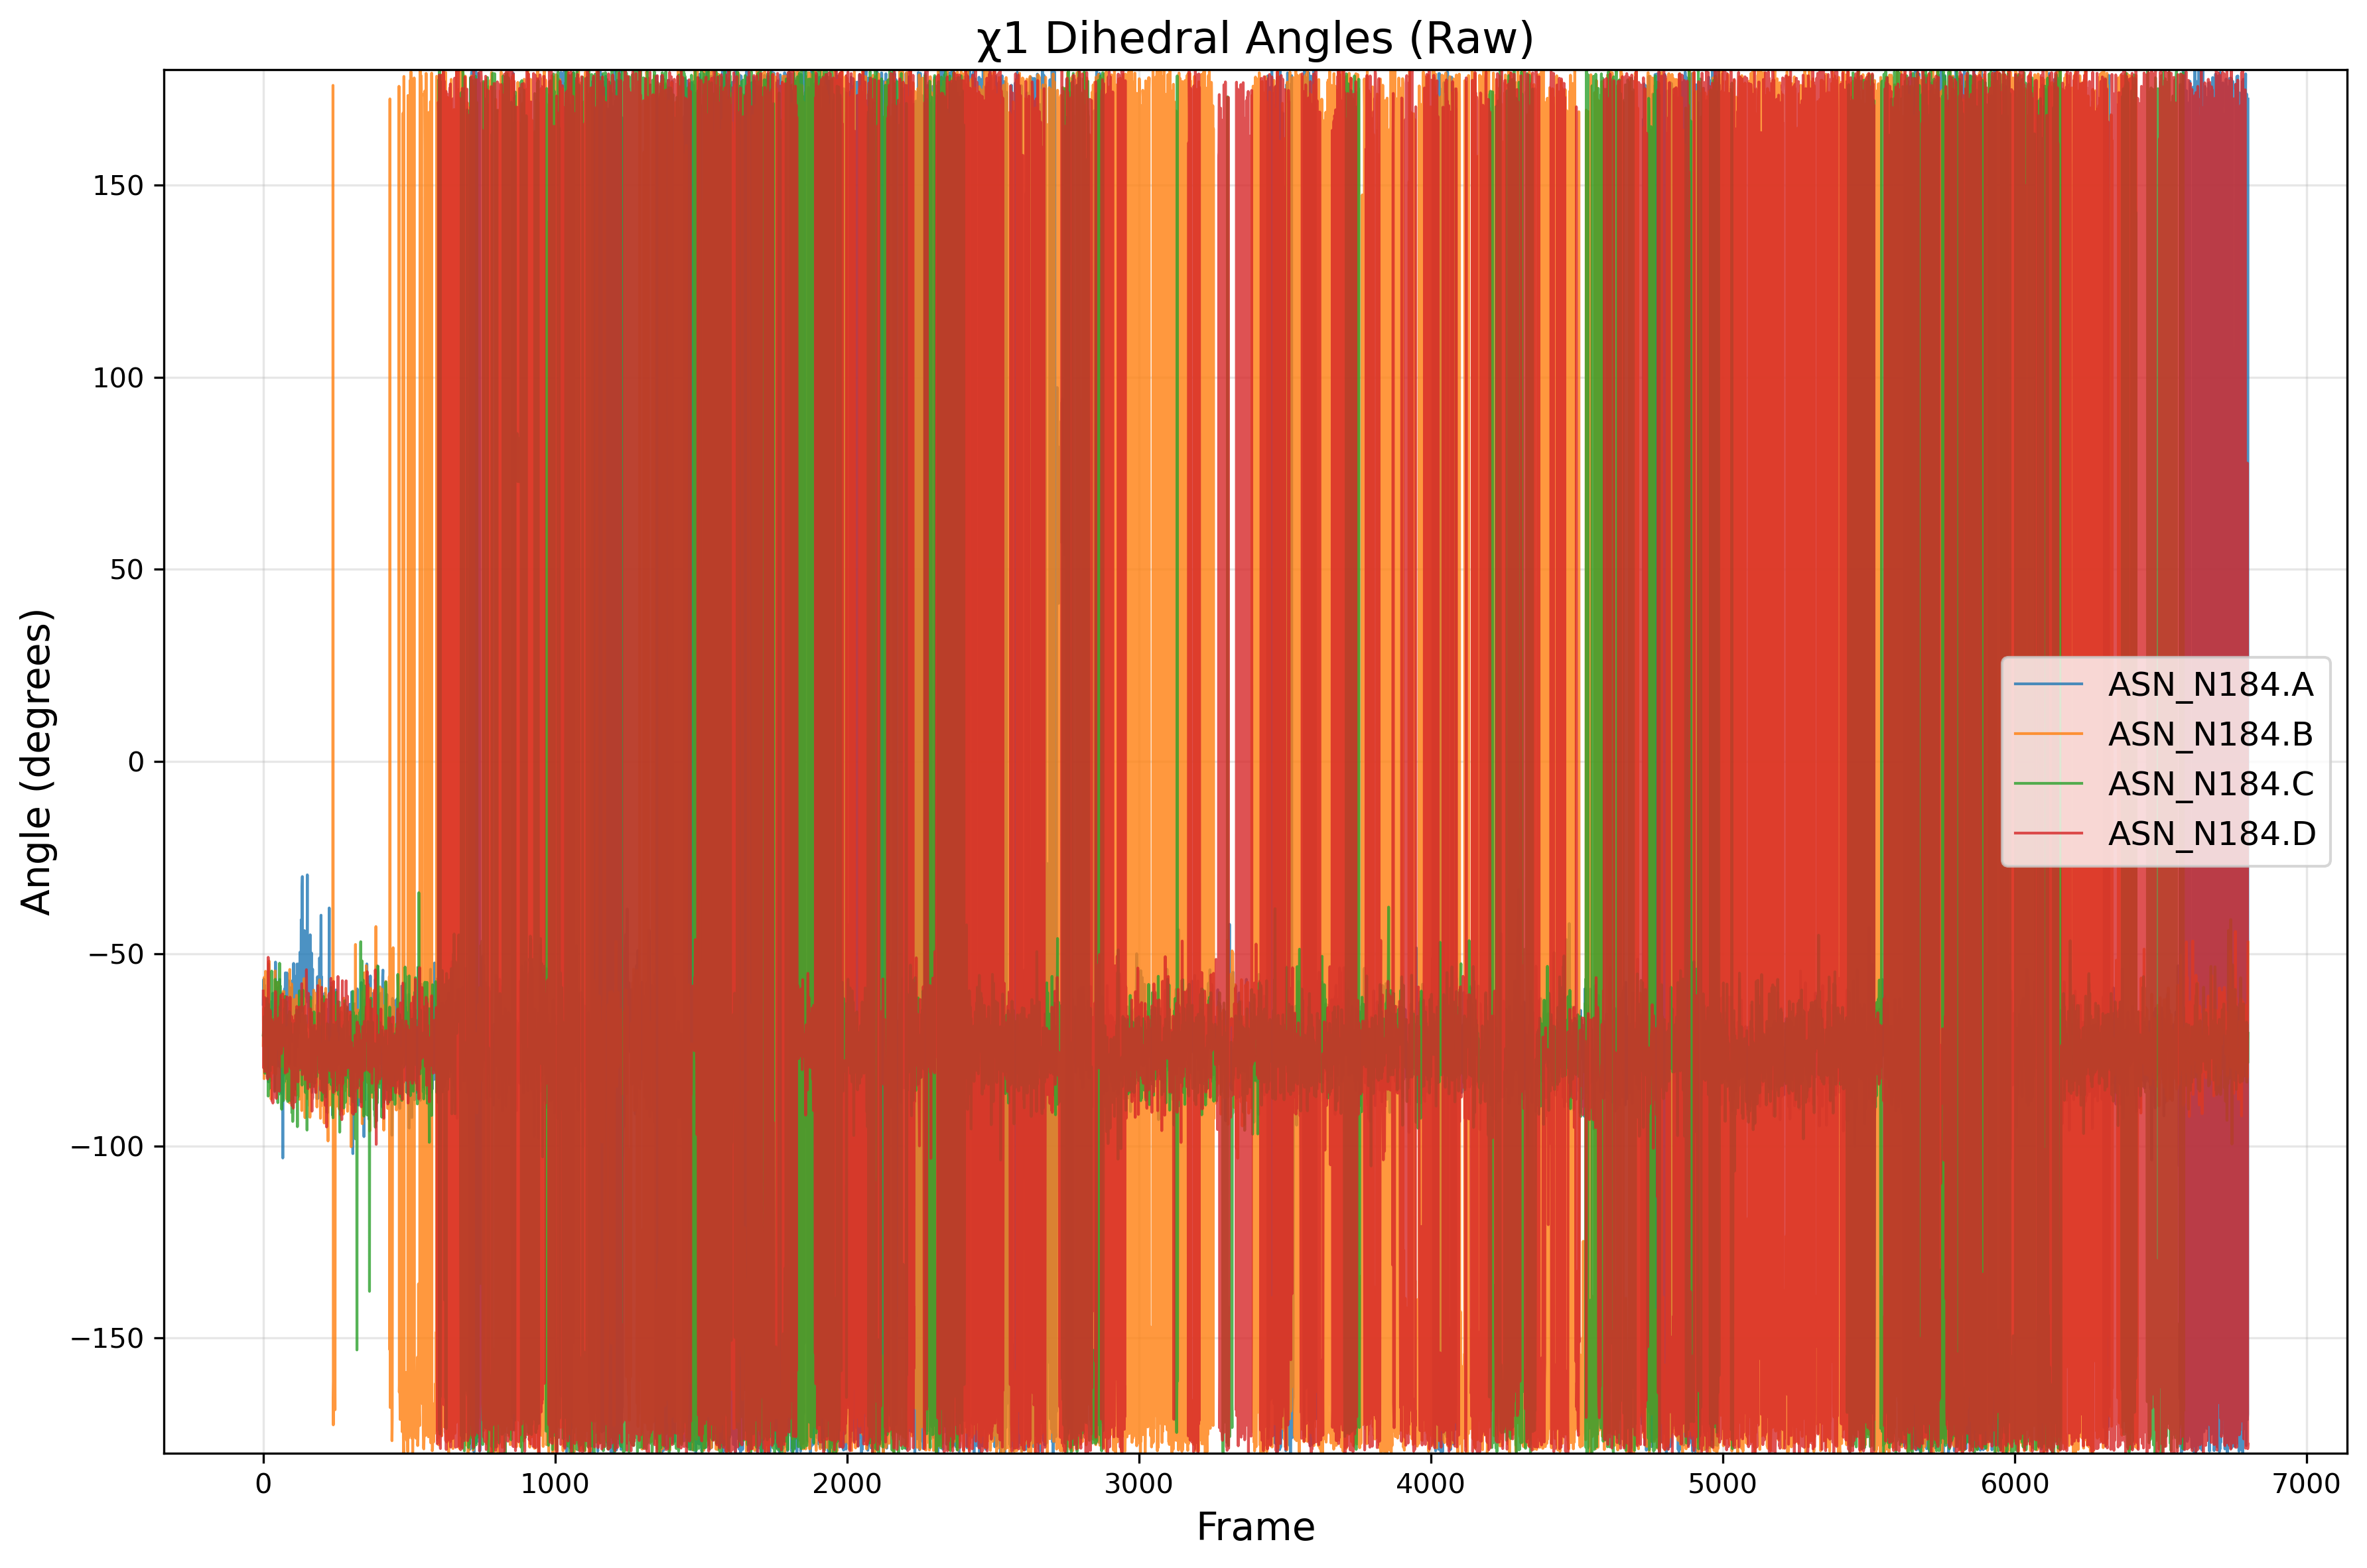 χ1 Dihedral Angles (Raw)
Angle (degrees)
150
100
50
0
−50
−100
−150
ASN_N184.A
ASN_N184.B
ASN_N184.C
ASN_N184.D
0 1000 2000 3000 4000 5000 6000 7000
Frame